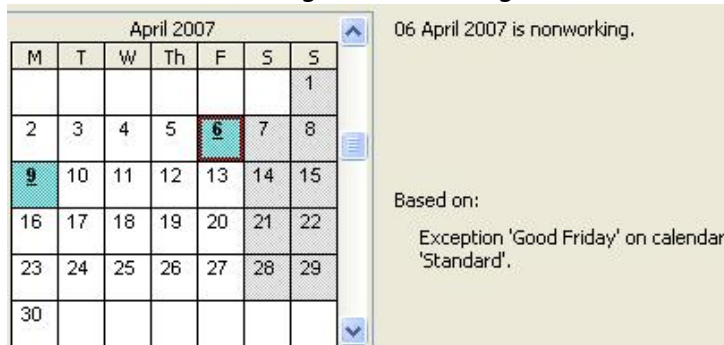 April 2007
M T W Th F S S
1
2 3 4 5 6 7 8
9 10 11 12 13 14 15
16 17 18 19 20 21 22
23 24 25 26 27 28 29
30
06 April 2007 is nonworking.
Based on:
Exception 'Good Friday' on calendar
'Standard'.